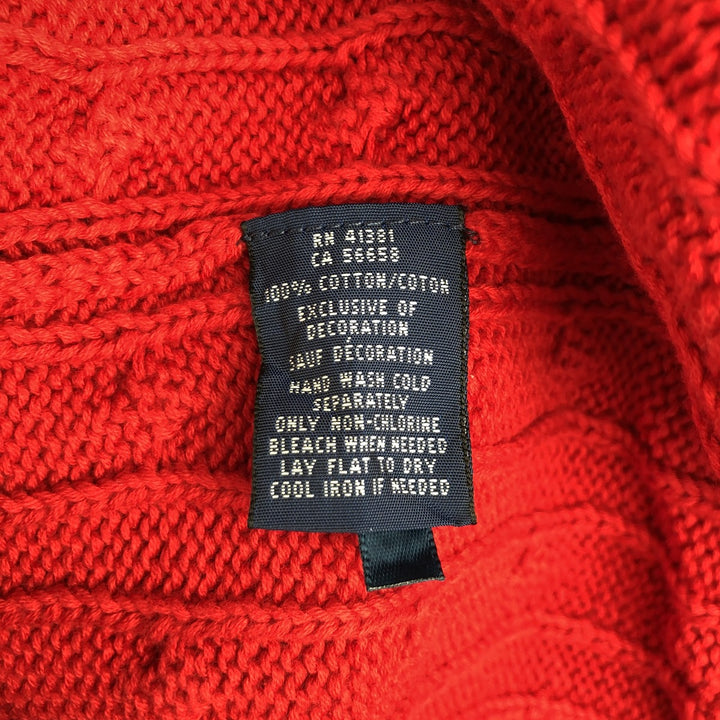 RN 41381
CA 56658
100% COTTON/COTON
EXCLUSIVE OF
DECORATION
SAUF DÉCORATION
HAND WASH COLD
SEPARATELY
ONLY NON-CHLORINE
BLEACH WHEN NEEDED
LAY FLAT TO DRY
COOL IRON IF NEEDED